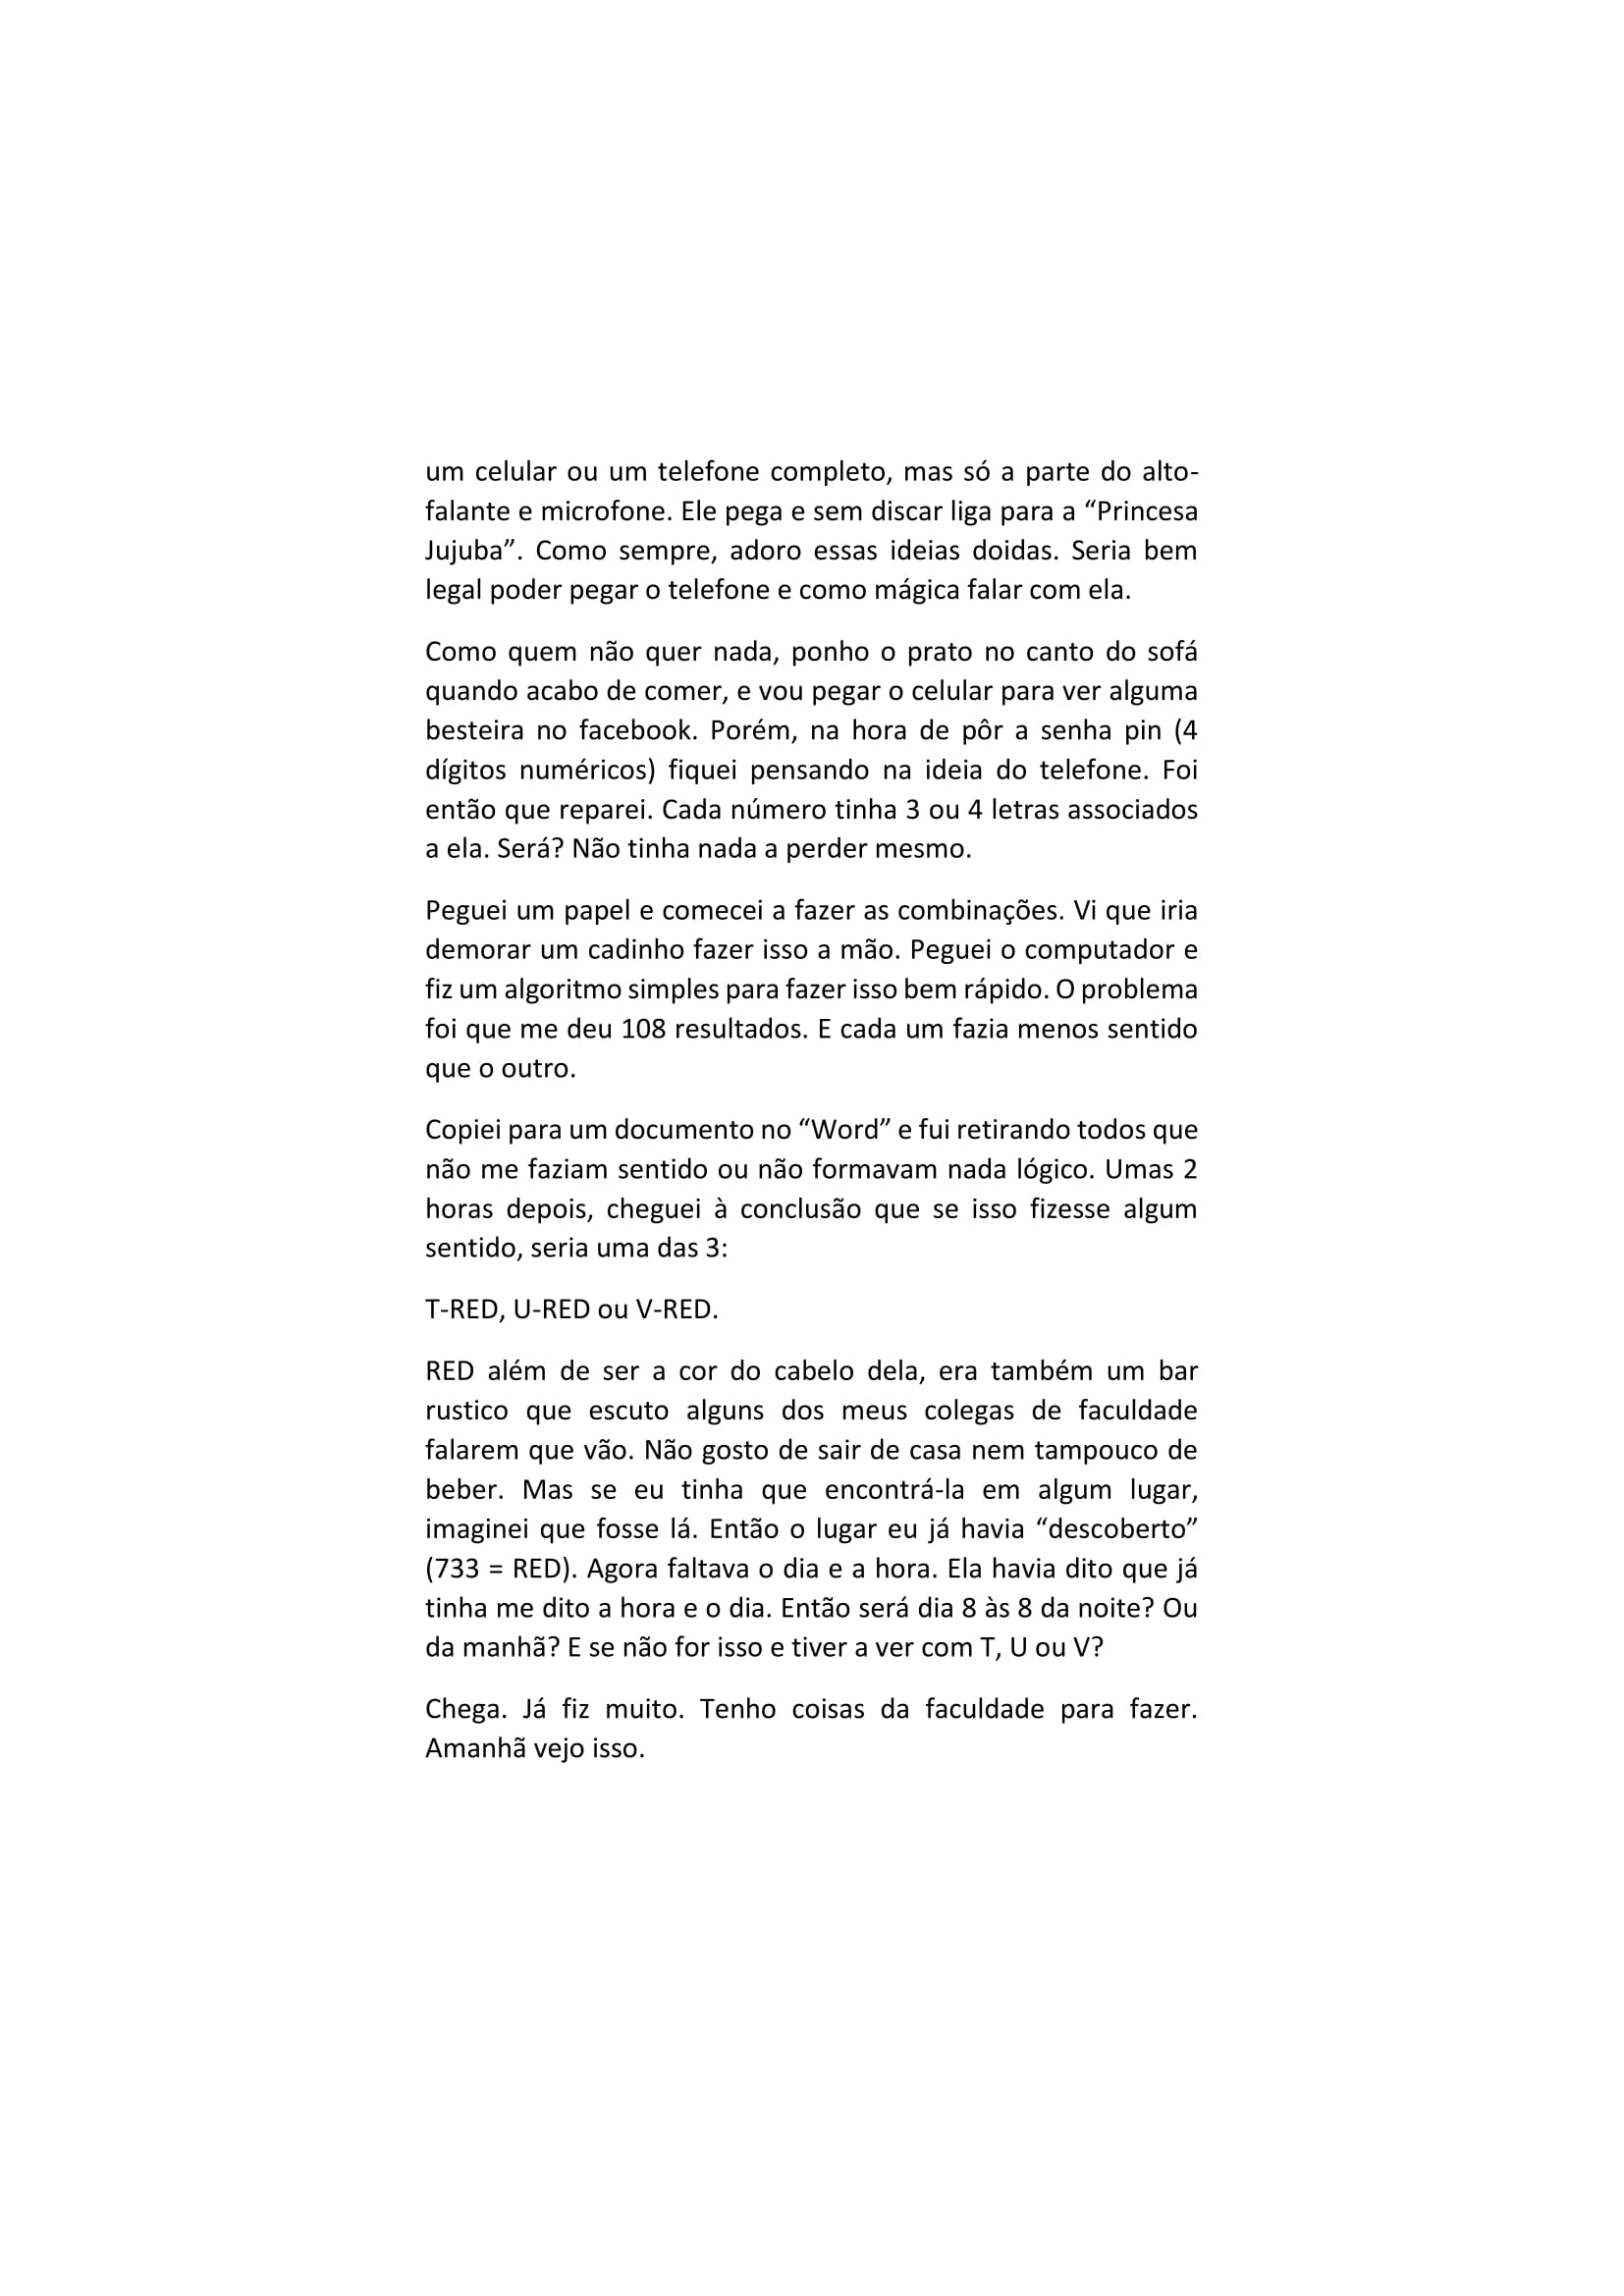 um celular ou um telefone completo, mas só a parte do alto-
falante e microfone. Ele pega e sem discar liga para a “Princesa
Jujuba”. Como sempre, adoro essas ideias doidas. Seria bem
legal poder pegar o telefone e como mágica falar com ela.
Como quem não quer nada, ponho o prato no canto do sofá
quando acabo de comer, e vou pegar o celular para ver alguma
besteira no facebook. Porém, na hora de pôr a senha pin (4
dígitos numéricos) fiquei pensando na ideia do telefone. Foi
então que reparei. Cada número tinha 3 ou 4 letras associados
a ela. Será? Não tinha nada a perder mesmo.
Peguei um papel e comecei a fazer as combinações. Vi que iria
demorar um cadinho fazer isso a mão. Peguei o computador e
fiz um algoritmo simples para fazer isso bem rápido. O problema
foi que me deu 108 resultados. E cada um fazia menos sentido
que o outro.
Copiei para um documento no “Word” e fui retirando todos que
não me faziam sentido ou não formavam nada lógico. Umas 2
horas depois, cheguei à conclusão que se isso fizesse algum
sentido, seria uma das 3:
T-RED, U-RED ou V-RED.
RED além de ser a cor do cabelo dela, era também um bar
rustico que escuto alguns dos meus colegas de faculdade
falarem que vão. Não gosto de sair de casa nem tampouco de
beber. Mas se eu tinha que encontrá-la em algum lugar,
imaginei que fosse lá. Então o lugar eu já havia “descoberto”
(733 = RED). Agora faltava o dia e a hora. Ela havia dito que já
tinha me dito a hora e o dia. Então será dia 8 às 8 da noite? Ou
da manhã? E se não for isso e tiver a ver com T, U ou V?
Chega. Já fiz muito. Tenho coisas da faculdade para fazer.
Amanhã vejo isso.